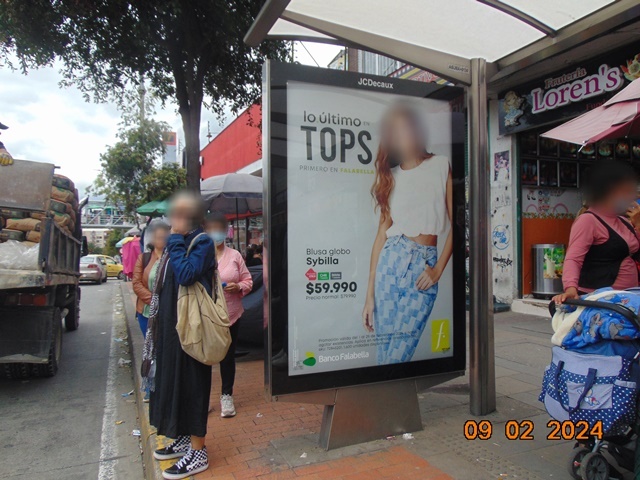 JCDecaux
lo último en
TOPS
PRIMERO EN FALABELLA
Blusa globo
Sybilla
$59.990
Precio normal: $79.990
Banco Falabella
f.
Fruteria
LOREN'S
09 02 2024